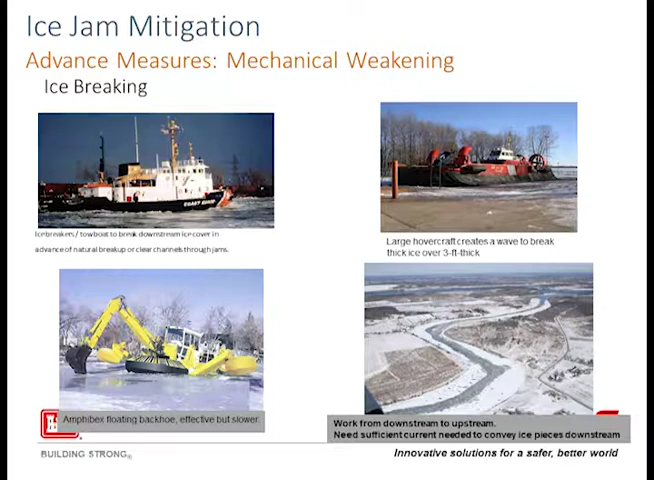 Ice Jam Mitigation
Advance Measures: Mechanical Weakening
Ice Breaking
COAST GUARD
Icebreakers / towboat to break downstream ice cover in
advance of natural breakup or clear channels through jams.
Large hovercraft creates a wave to break
thick ice over 3-ft-thick
Amphibex floating backhoe, effective but slower.
Work from downstream to upstream.
Need sufficient current needed to convey ice pieces downstream
BUILDING STRONG®
Innovative solutions for a safer, better world